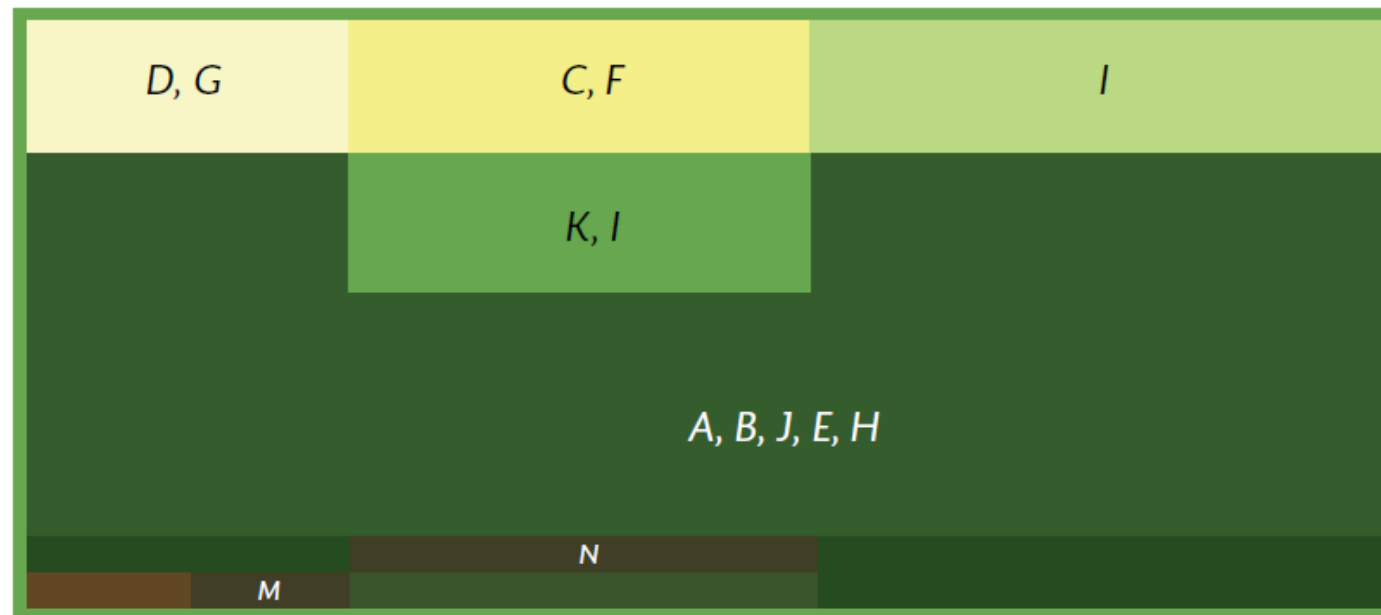 D, G
C, F
I
K, I
A, B, J, E, H
N
M